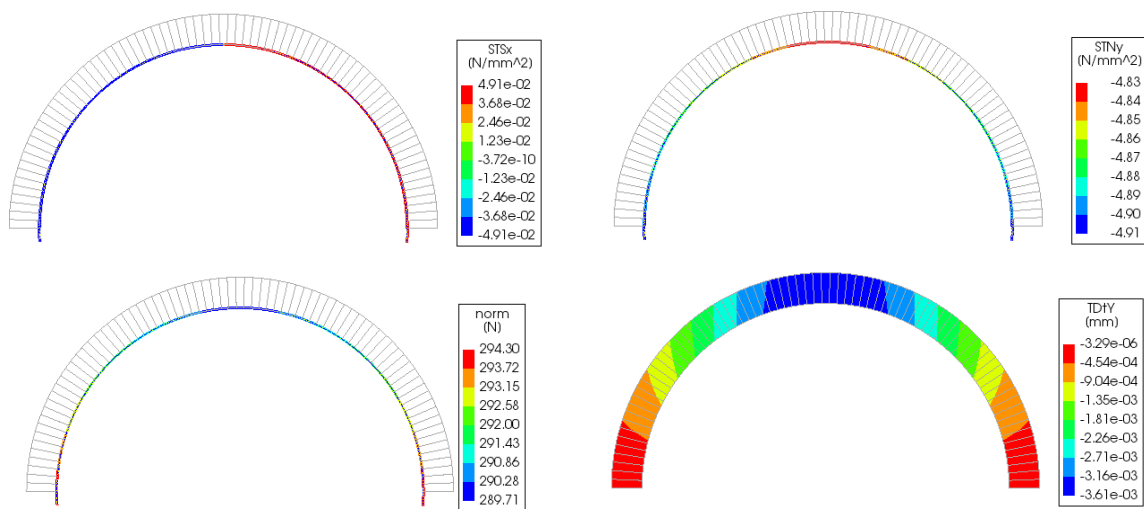 STSx
(N/mm^2)
4.91e-02
3.68e-02
2.46e-02
1.23e-02
-3.72e-10
-1.23e-02
-2.46e-02
-3.68e-02
-4.91e-02
STNy
(N/mm^2)
-4.83
-4.84
-4.85
-4.86
-4.87
-4.88
-4.89
-4.90
-4.91
norm
(N)
294.30
293.72
293.15
292.58
292.00
291.43
290.86
290.28
289.71
TDtY
(mm)
-3.29e-06
-4.54e-04
-9.04e-04
-1.35e-03
-1.81e-03
-2.26e-03
-2.71e-03
-3.16e-03
-3.61e-03